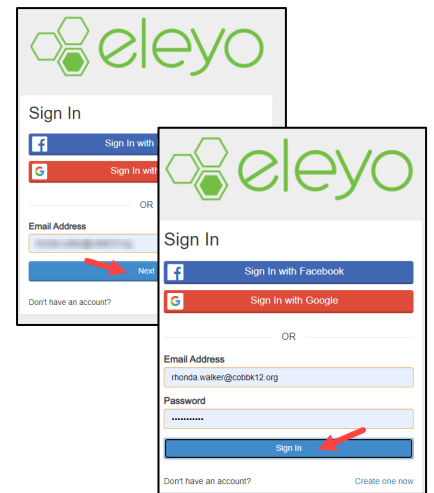 eleyo
Sign In
Sign In with
Sign In with
OR
Email Address
Next
Don't have an account?
eleyo
Sign In
Sign In with Facebook
Sign In with Google
OR
Email Address
rhonda.walker@cobbk12.org
Password
Sign In
Don't have an account? Create one now